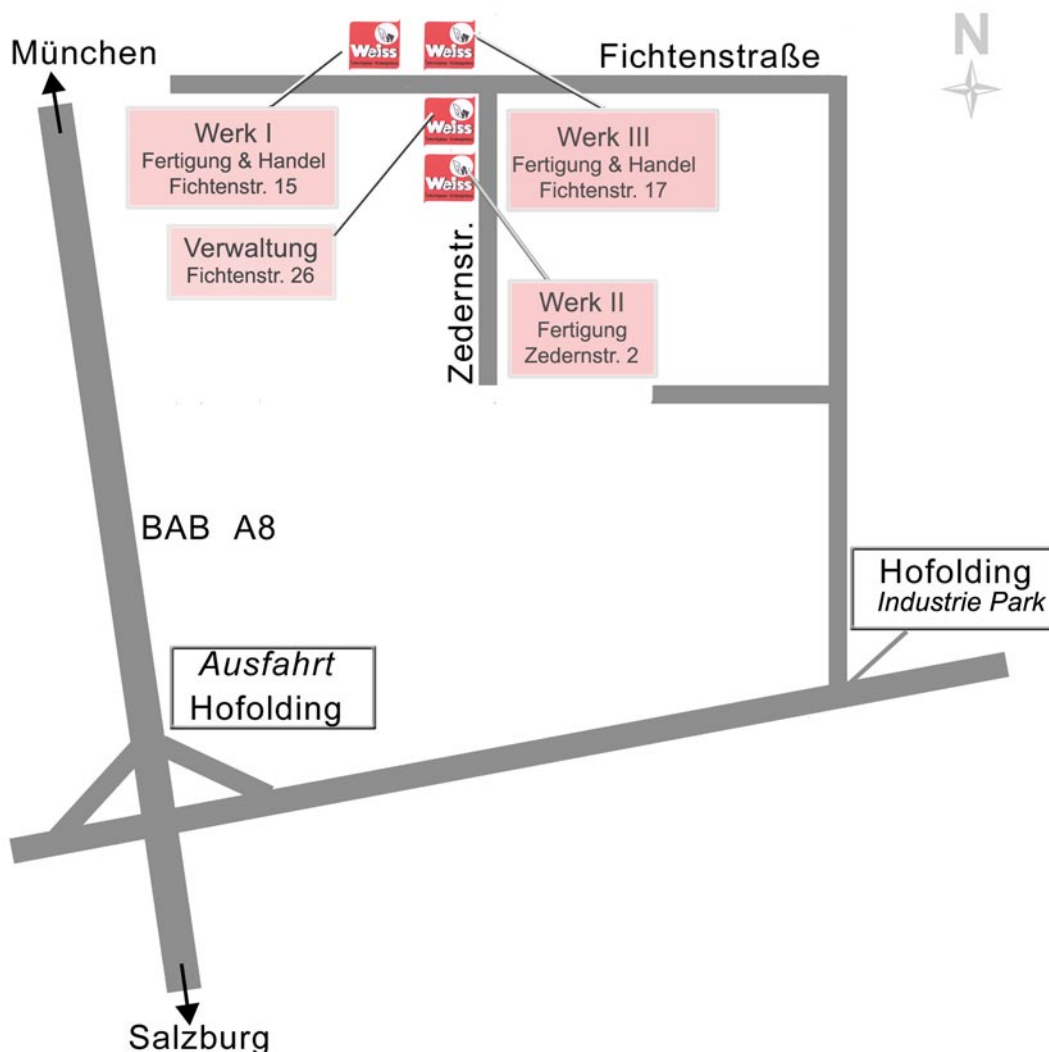 München
Weiss
Weiss
Fichtenstraße
N
Werk I
Fertigung & Handel
Fichtenstr. 15
Weiss
Werk III
Fertigung & Handel
Fichtenstr. 17
Weiss
Verwaltung
Fichtenstr. 26
Zedernstr.
Werk II
Fertigung
Zedernstr. 2
BAB A8
Hofolding
Industrie Park
Ausfahrt
Hofolding
Salzburg